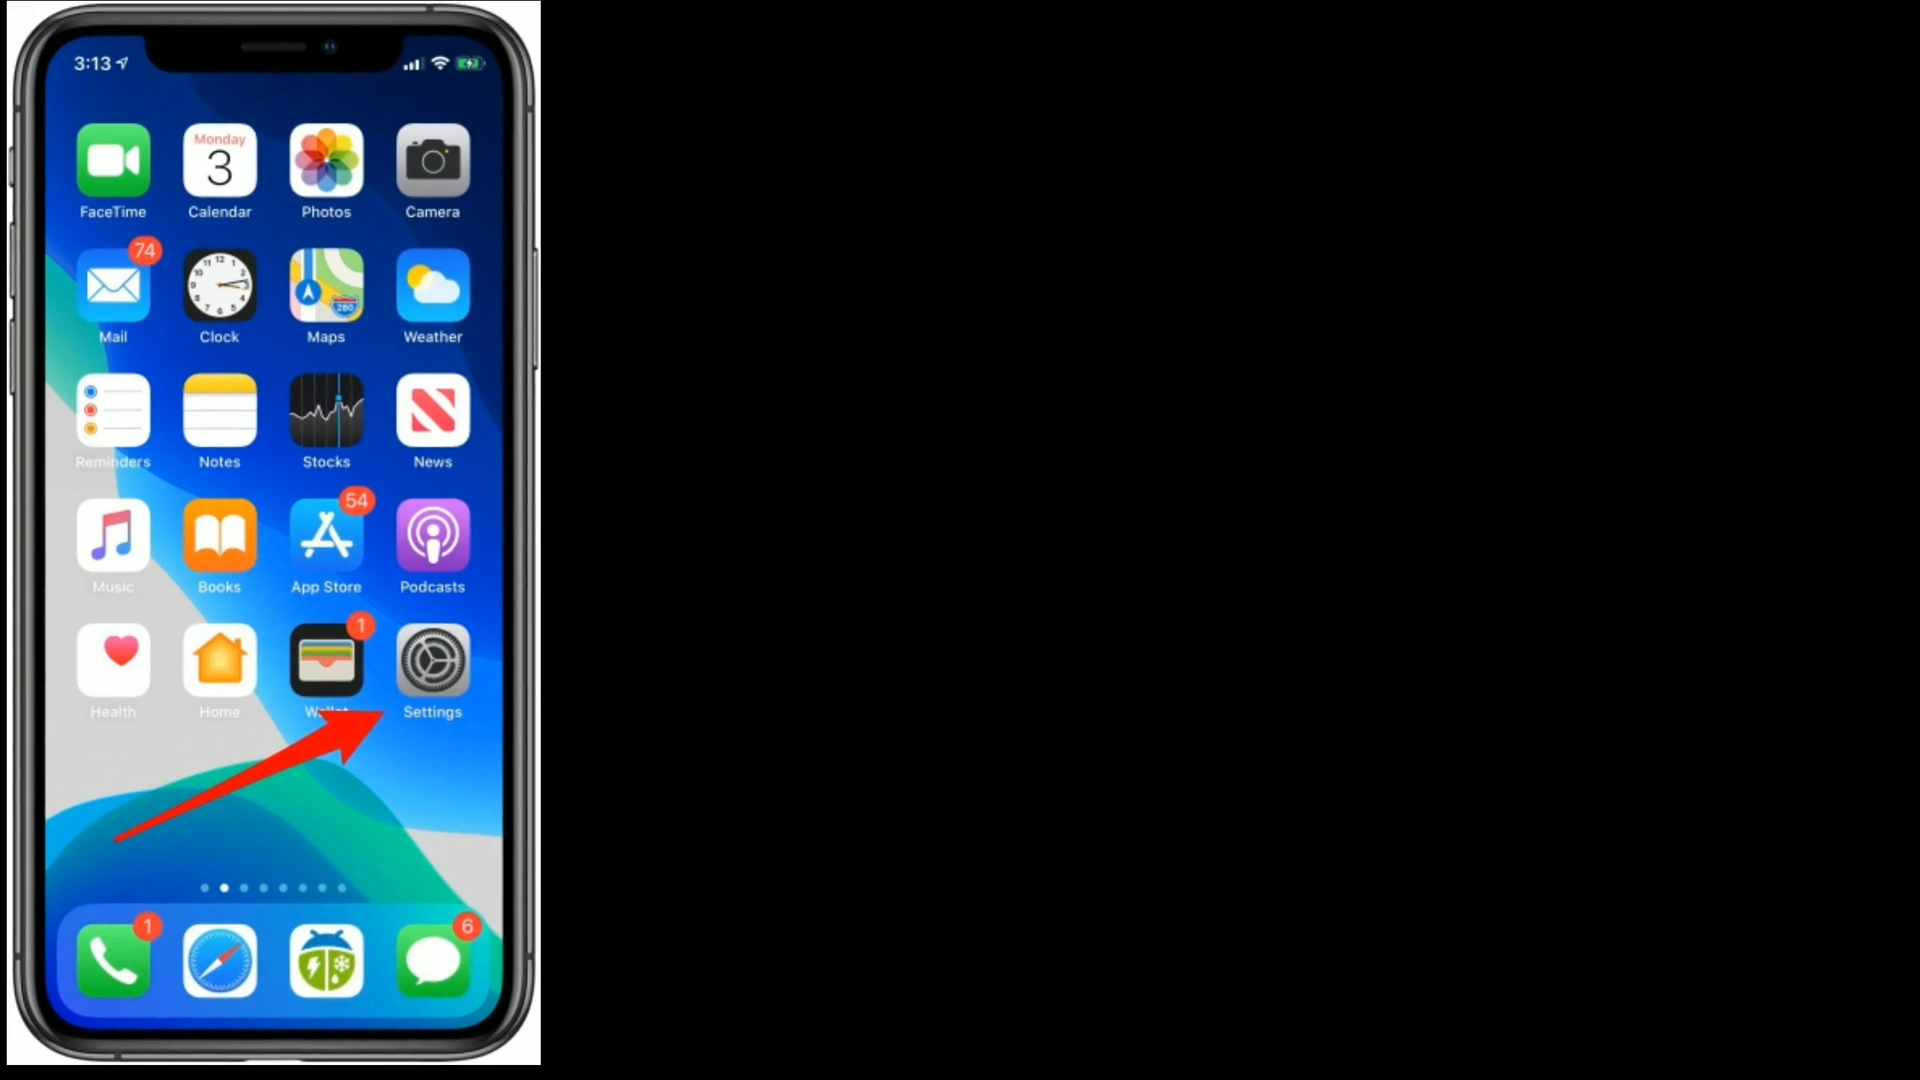 3:13
FaceTime
Monday
3
Calendar
Photos
Camera
74
Mail
Clock
280
Maps
Weather
Reminders
Notes
Stocks
News
Music
Books
54
App Store
Podcasts
Health
Home
1
Settings
1
6